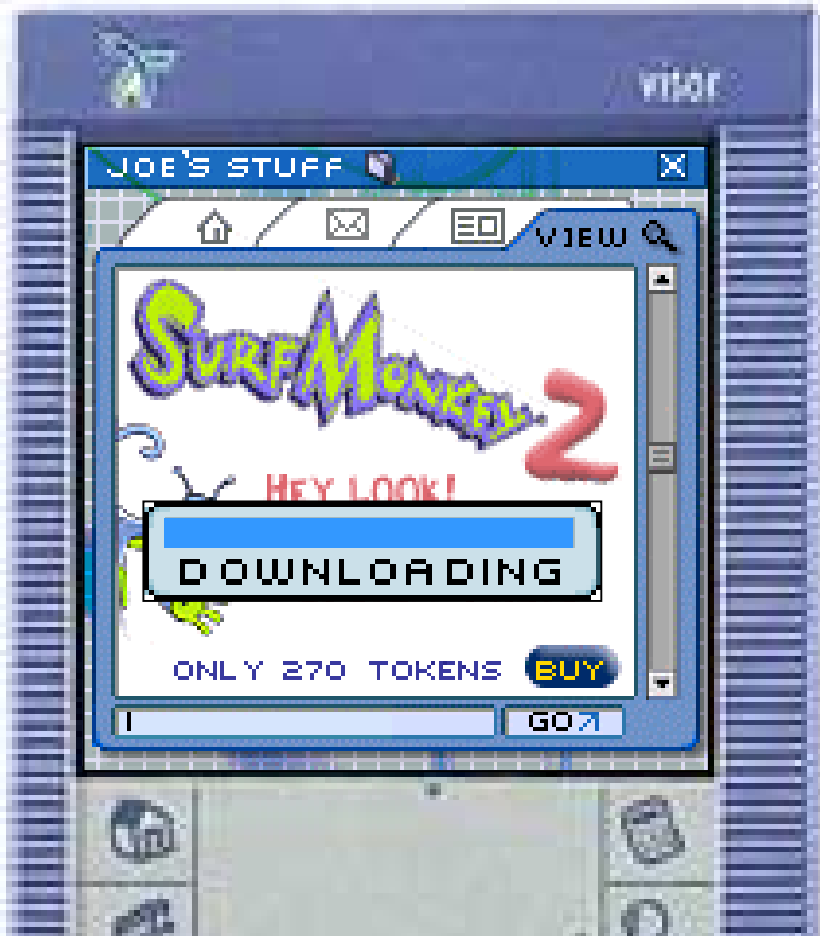 visor
JOE'S STUFF
VIEW
SURFMONKEY 2
HEY LOOK!
DOWNLOADING
ONLY 270 TOKENS BUY
GO